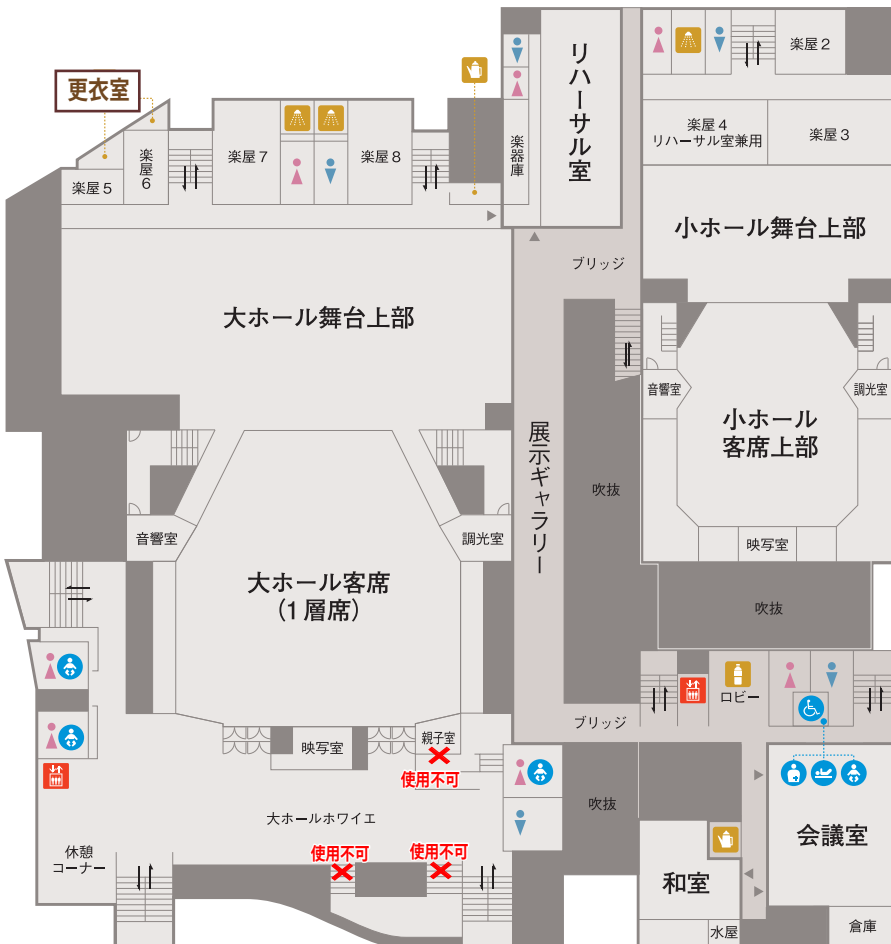 更衣室
楽屋5
楽屋6
楽屋7
楽屋8
楽器庫
リハーサル室
楽屋2
楽屋4
リハーサル室兼用
楽屋3
小ホール舞台上部
ブリッジ
大ホール舞台上部
音響室
調光室
小ホール
客席上部
展示ギャラリー
吹抜
映写室
音響室
調光室
大ホール客席
(1層席)
吹抜
ロビー
ブリッジ
映写室
親子室
使用不可
大ホールホワイエ
吹抜
会議室
休憩
コーナー
使用不可
使用不可
和室
水屋
倉庫